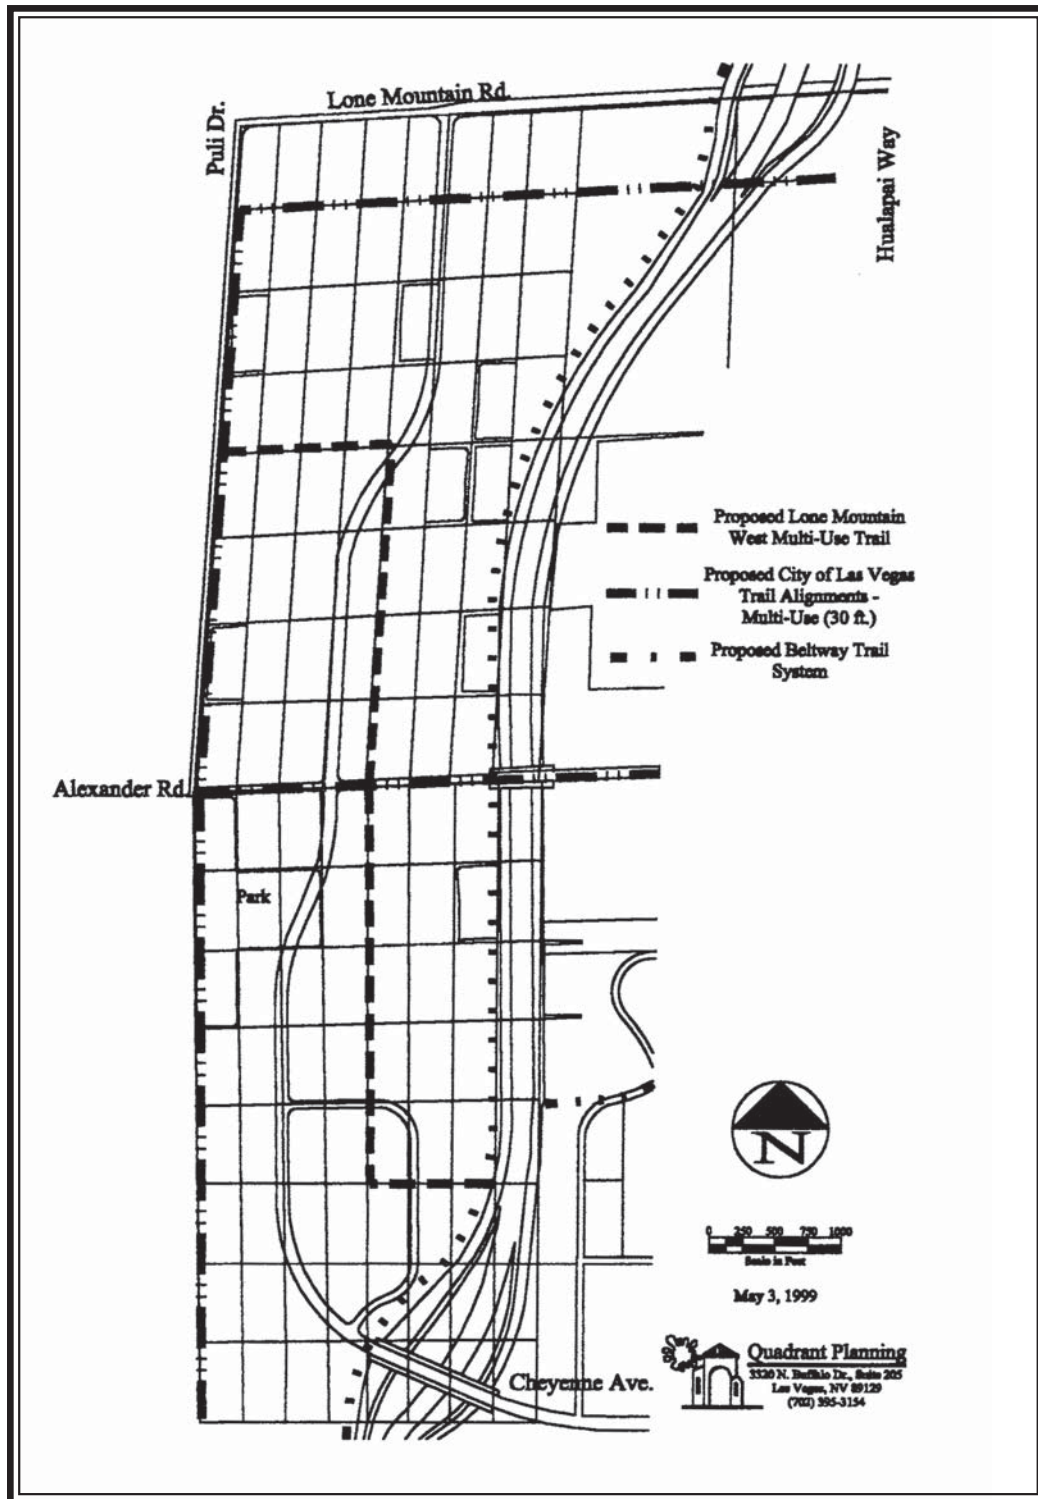 Lone Mountain Rd.
Puli Dr.
Hualapai Way
Proposed Lone Mountain
West Multi-Use Trail
Proposed City of Las Vegas
Trail Alignments -
Multi-Use (30 ft.)
Proposed Beltway Trail
System
Alexander Rd.
Park
N
0 250 500 750 1000
Scale in Feet
May 3, 1999
Quadrant Planning
3320 N. Buffalo Dr., Suite 205
Las Vegas, NV 89129
(702) 395-3154
Cheyenne Ave.